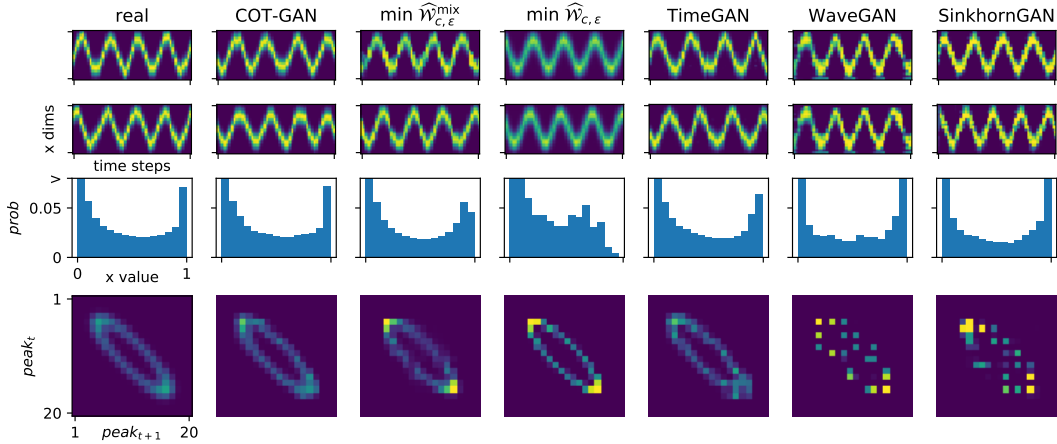 real COT-GAN min Ŵ^mix_c,ε min Ŵ_c,ε TimeGAN WaveGAN SinkhornGAN
x dims
time steps
V
0.05
prob
0
0 1
x value
1
peak_t
20
1 peak_t+1 20